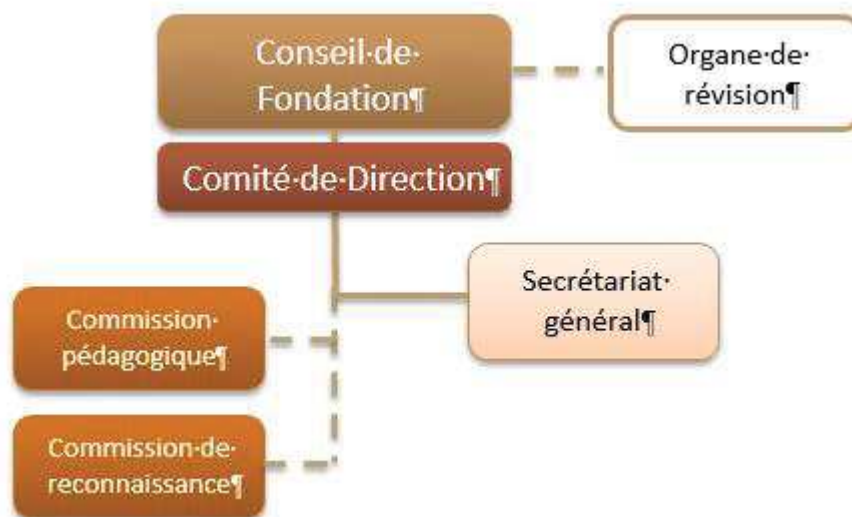 Conseil·de·
Fondation¶
Organe·de·
révision¶
Comité·de·Direction¶
Secrétariat·
général¶
Commission·
pédagogique¶
Commission·de·
reconnaissance¶